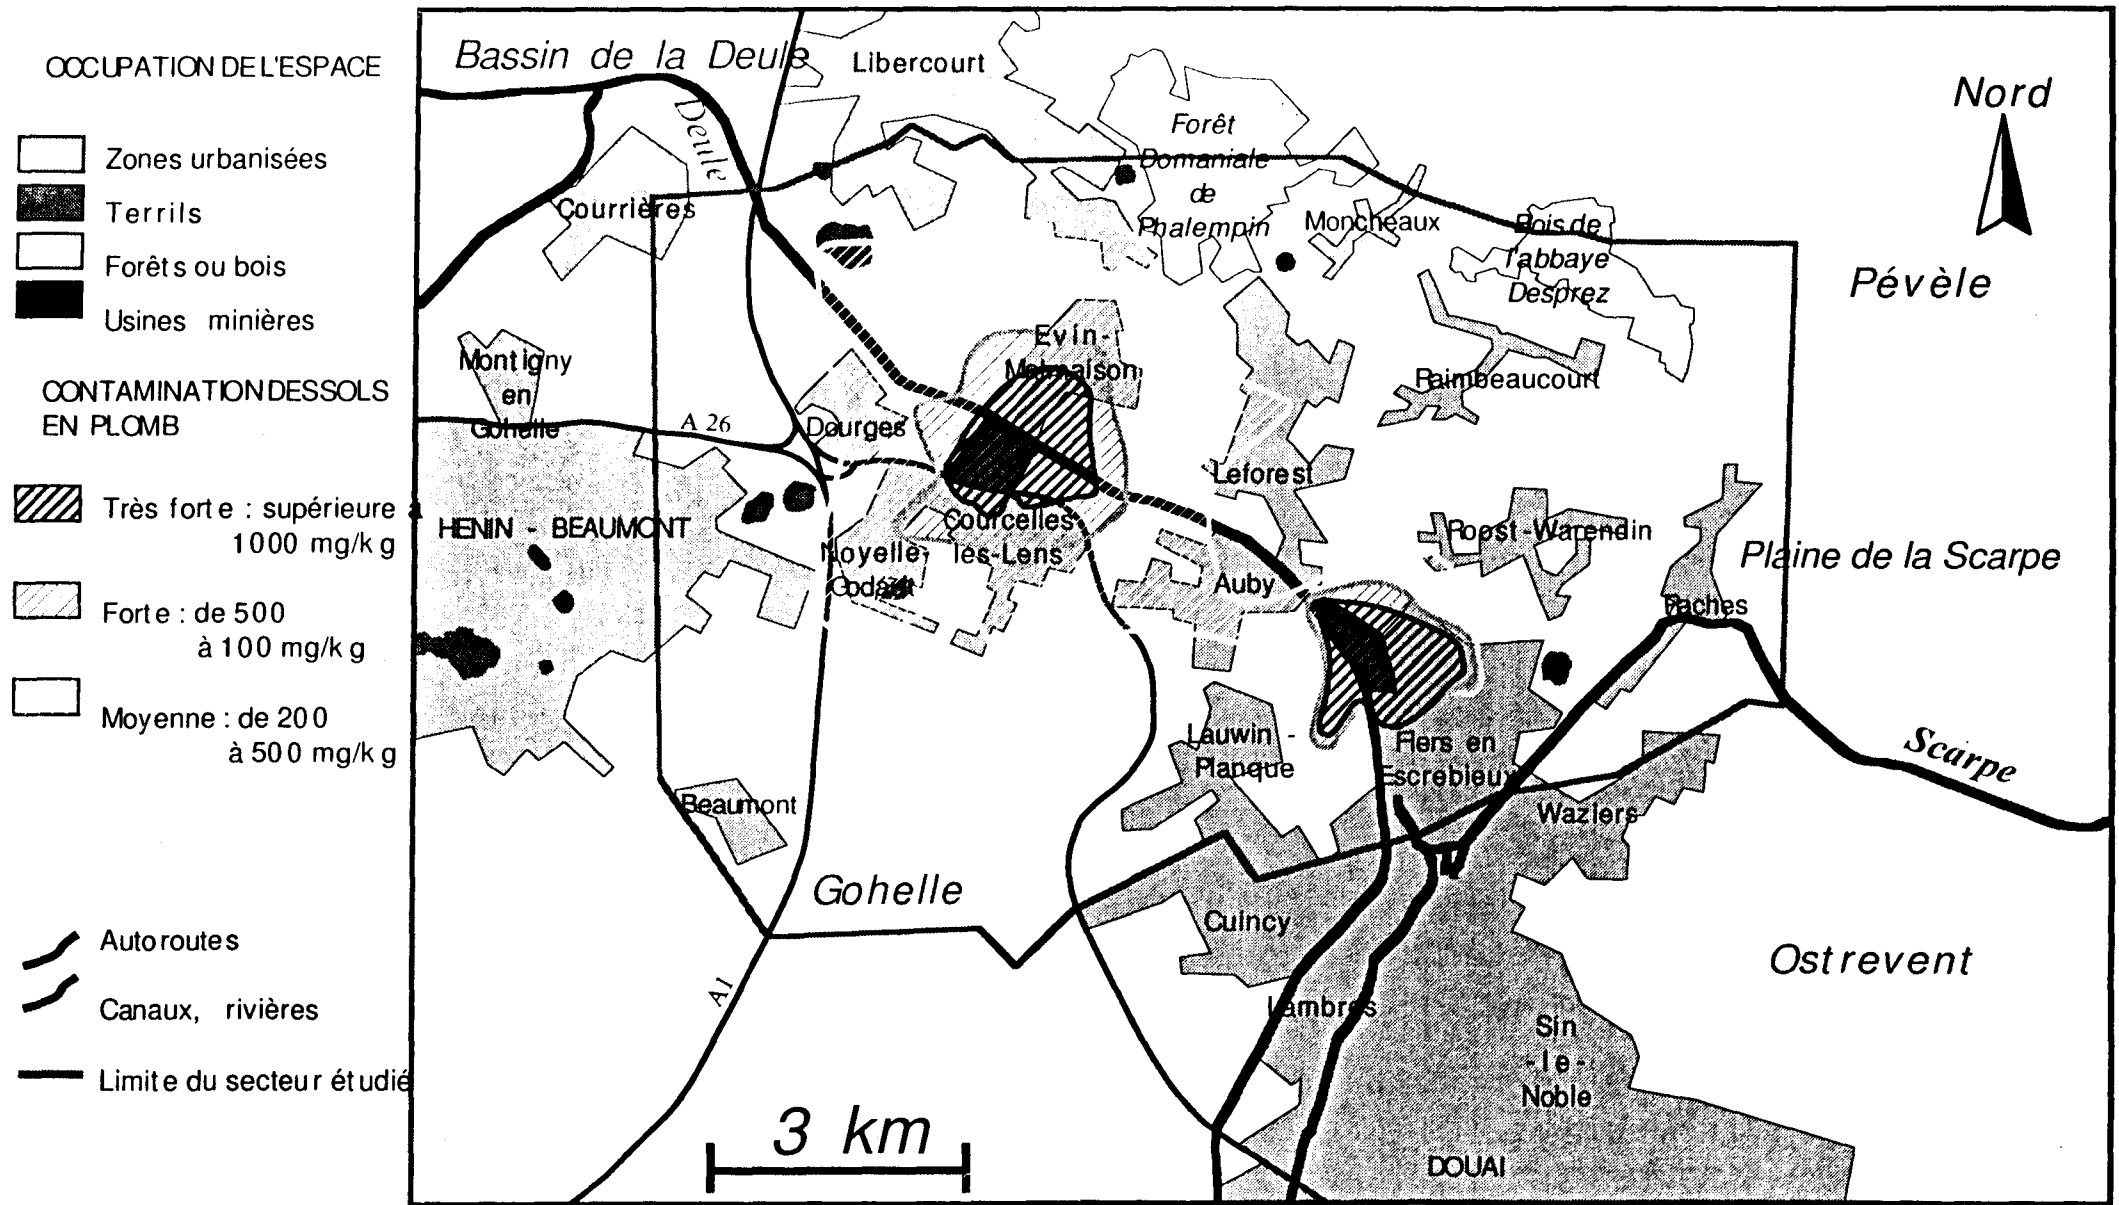 OCCUPATION DE L'ESPACE
Zones urbanisées
Terrils
Forêts ou bois
Usines minières
CONTAMINATION DES SOLS
EN PLOMB
Très forte : supérieure à
1000 mg/kg
Forte : de 500
à 100 mg/kg
Moyenne : de 200
à 500 mg/kg
Autoroutes
Canaux, rivières
Limite du secteur étudié
Bassin de la Deule
Libercourt
Nord
Deule
Forêt
Domaniale
de
Phalempin
Courrières
Moncheaux
Bois de
l'abbaye
Desprez
Pévèle
Evin-
Malmaison
Montigny
en
Gohelle
A 26
Dourges
Raimbeaucourt
Leforest
HENIN - BEAUMONT
Courcelles
les-Lens
Noyelle-
Godault
Roost-Warendin
Plaine de la Scarpe
Auby
Raches
Lauwin -
Planque
Flers en
Escrebieux
Scarpe
Beaumont
Waziers
Gohelle
Cuincy
Ostrevent
A1
Lambres
Sin
-le-
Noble
3 km
DOUAI